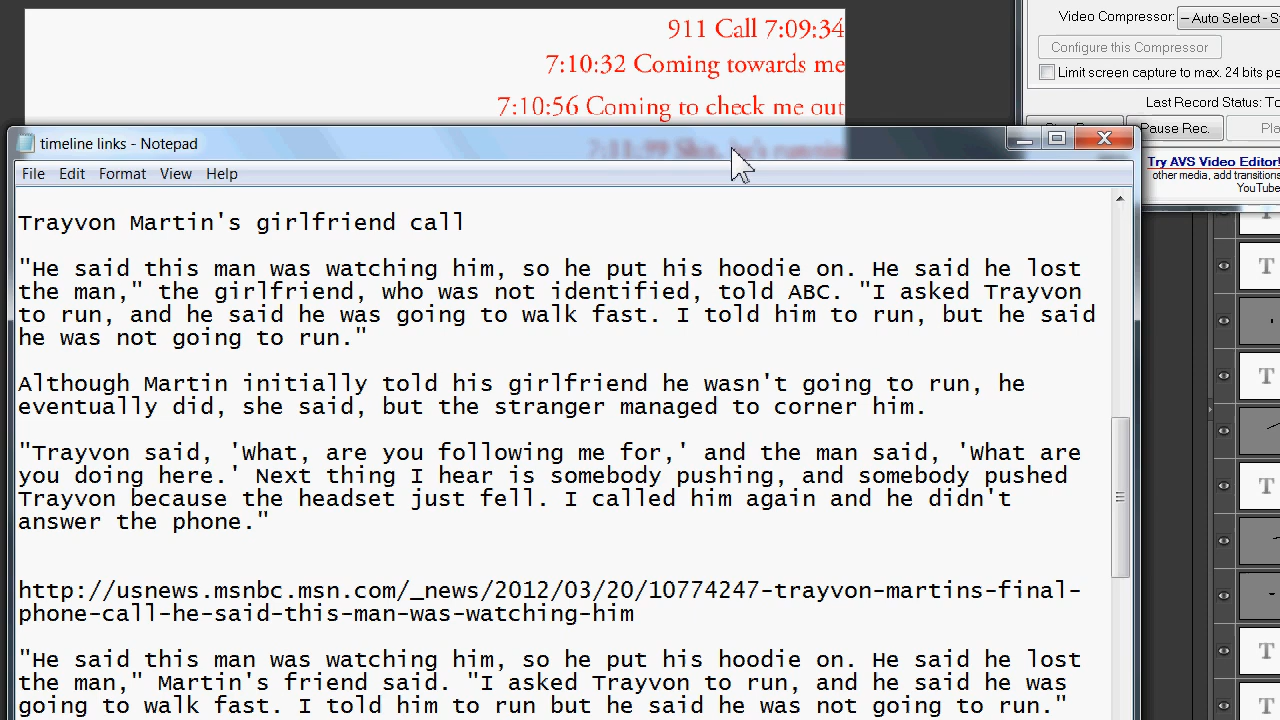 911 Call 7:09:34
7:10:32 Coming towards me
7:10:56 Coming to check me out
7:11:99 Shit, he's running
Video Compressor:
-- Auto Select - S
Configure this Compressor
Limit screen capture to max. 24 bits pe
Last Record Status:
Pause Rec.
Try AVS Video Editor!
other media, add transitions
YouTube
timeline links - Notepad
File Edit Format View Help
Trayvon Martin's girlfriend call
"He said this man was watching him, so he put his hoodie on. He said he lost
the man," the girlfriend, who was not identified, told ABC. "I asked Trayvon
to run, and he said he was going to walk fast. I told him to run, but he said
he was not going to run."
Although Martin initially told his girlfriend he wasn't going to run, he
eventually did, she said, but the stranger managed to corner him.
"Trayvon said, 'What, are you following me for,' and the man said, 'What are
you doing here.' Next thing I hear is somebody pushing, and somebody pushed
Trayvon because the headset just fell. I called him again and he didn't
answer the phone."
http://usnews.msnbc.msn.com/_news/2012/03/20/10774247-trayvon-martins-final-
phone-call-he-said-this-man-was-watching-him
"He said this man was watching him, so he put his hoodie on. He said he lost
the man," Martin's friend said. "I asked Trayvon to run, and he said he was
going to walk fast. I told him to run but he said he was not going to run."
T
T
T
T
T
T